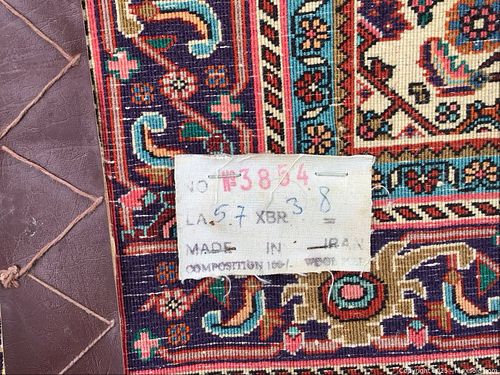 NO №3854
LA. 5.7 XBR 3 8 =
MADE IN IRAN
COMPOSITION 100/. WOOL